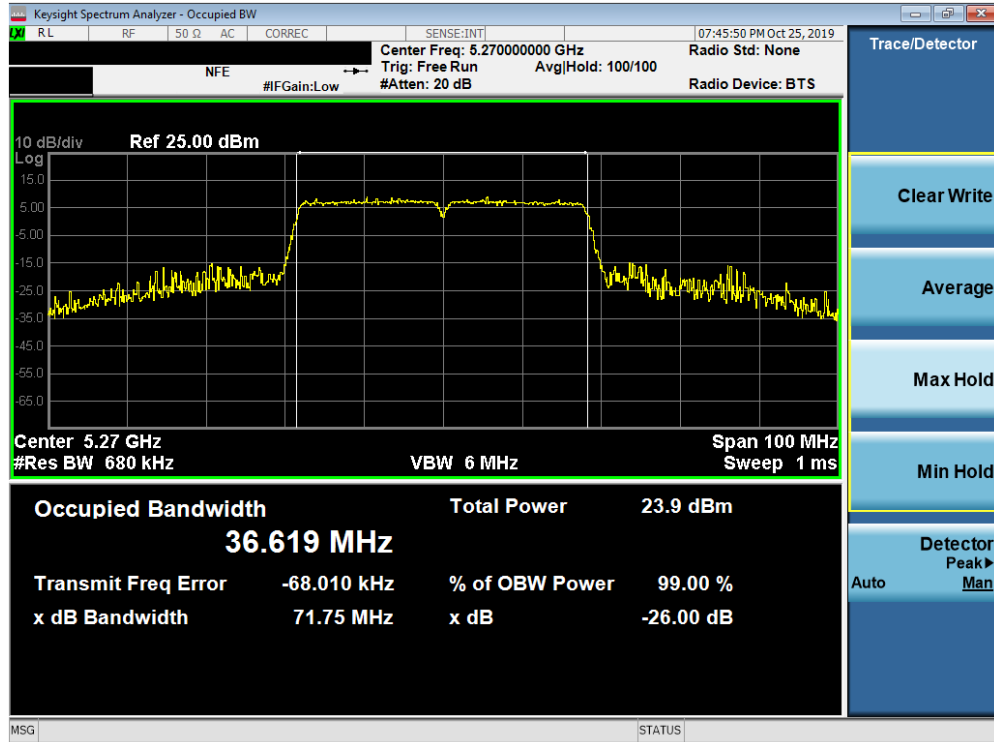 Keysight Spectrum Analyzer - Occupied BW
LXI RL RF 50 Ω AC CORREC SENSE:INT 07:45:50 PM Oct 25, 2019
Center Freq: 5.270000000 GHz Radio Std: None
NFE Trig: Free Run Avg|Hold: 100/100
#IFGain:Low #Atten: 20 dB Radio Device: BTS
Trace/Detector
10 dB/div Ref 25.00 dBm
Log
15.0
5.00
-5.00
-15.0
-25.0
-35.0
-45.0
-55.0
-65.0
Center 5.27 GHz Span 100 MHz
#Res BW 680 kHz VBW 6 MHz Sweep 1 ms
Occupied Bandwidth Total Power 23.9 dBm
36.619 MHz
Transmit Freq Error -68.010 kHz % of OBW Power 99.00 %
x dB Bandwidth 71.75 MHz x dB -26.00 dB
Clear Write
Average
Max Hold
Min Hold
Detector
Peak▶
Auto Man
MSG STATUS